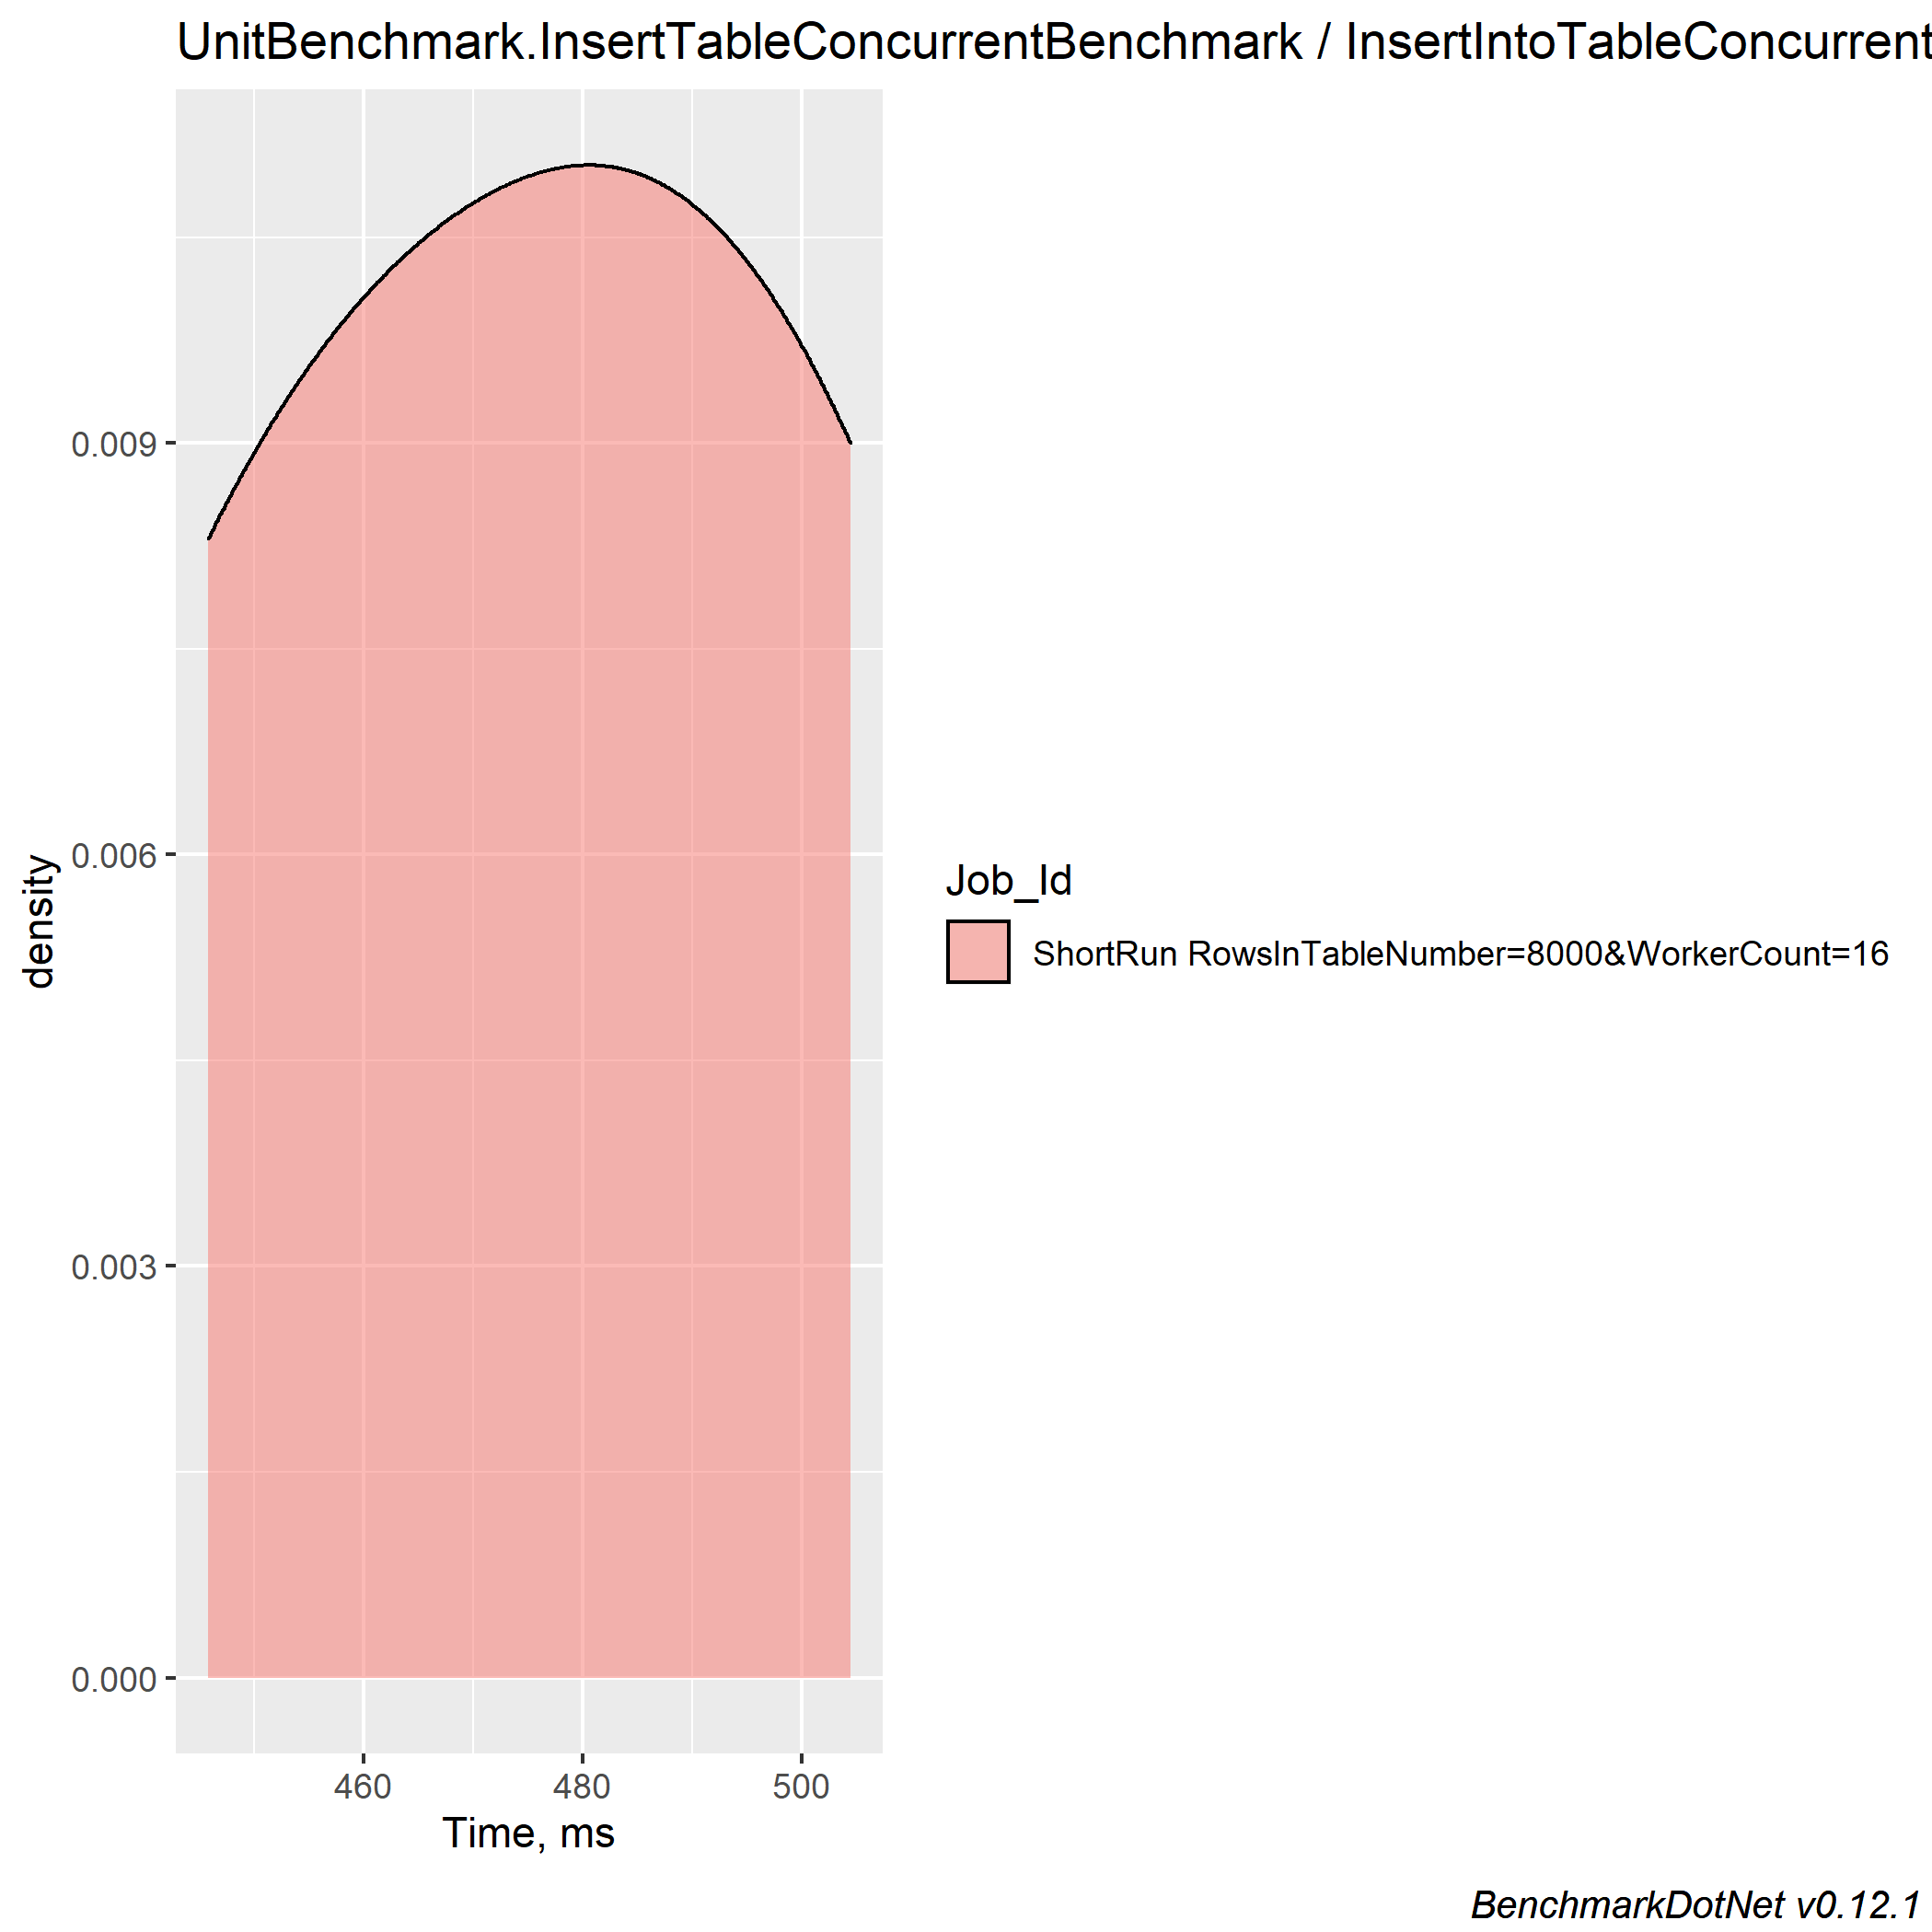 UnitBenchmark.InsertTableConcurrentBenchmark / InsertIntoTableConcurrent
0.009
0.006
0.003
0.000
density
460 480 500
Time, ms
Job_Id
ShortRun RowsInTableNumber=8000&WorkerCount=16
BenchmarkDotNet v0.12.1